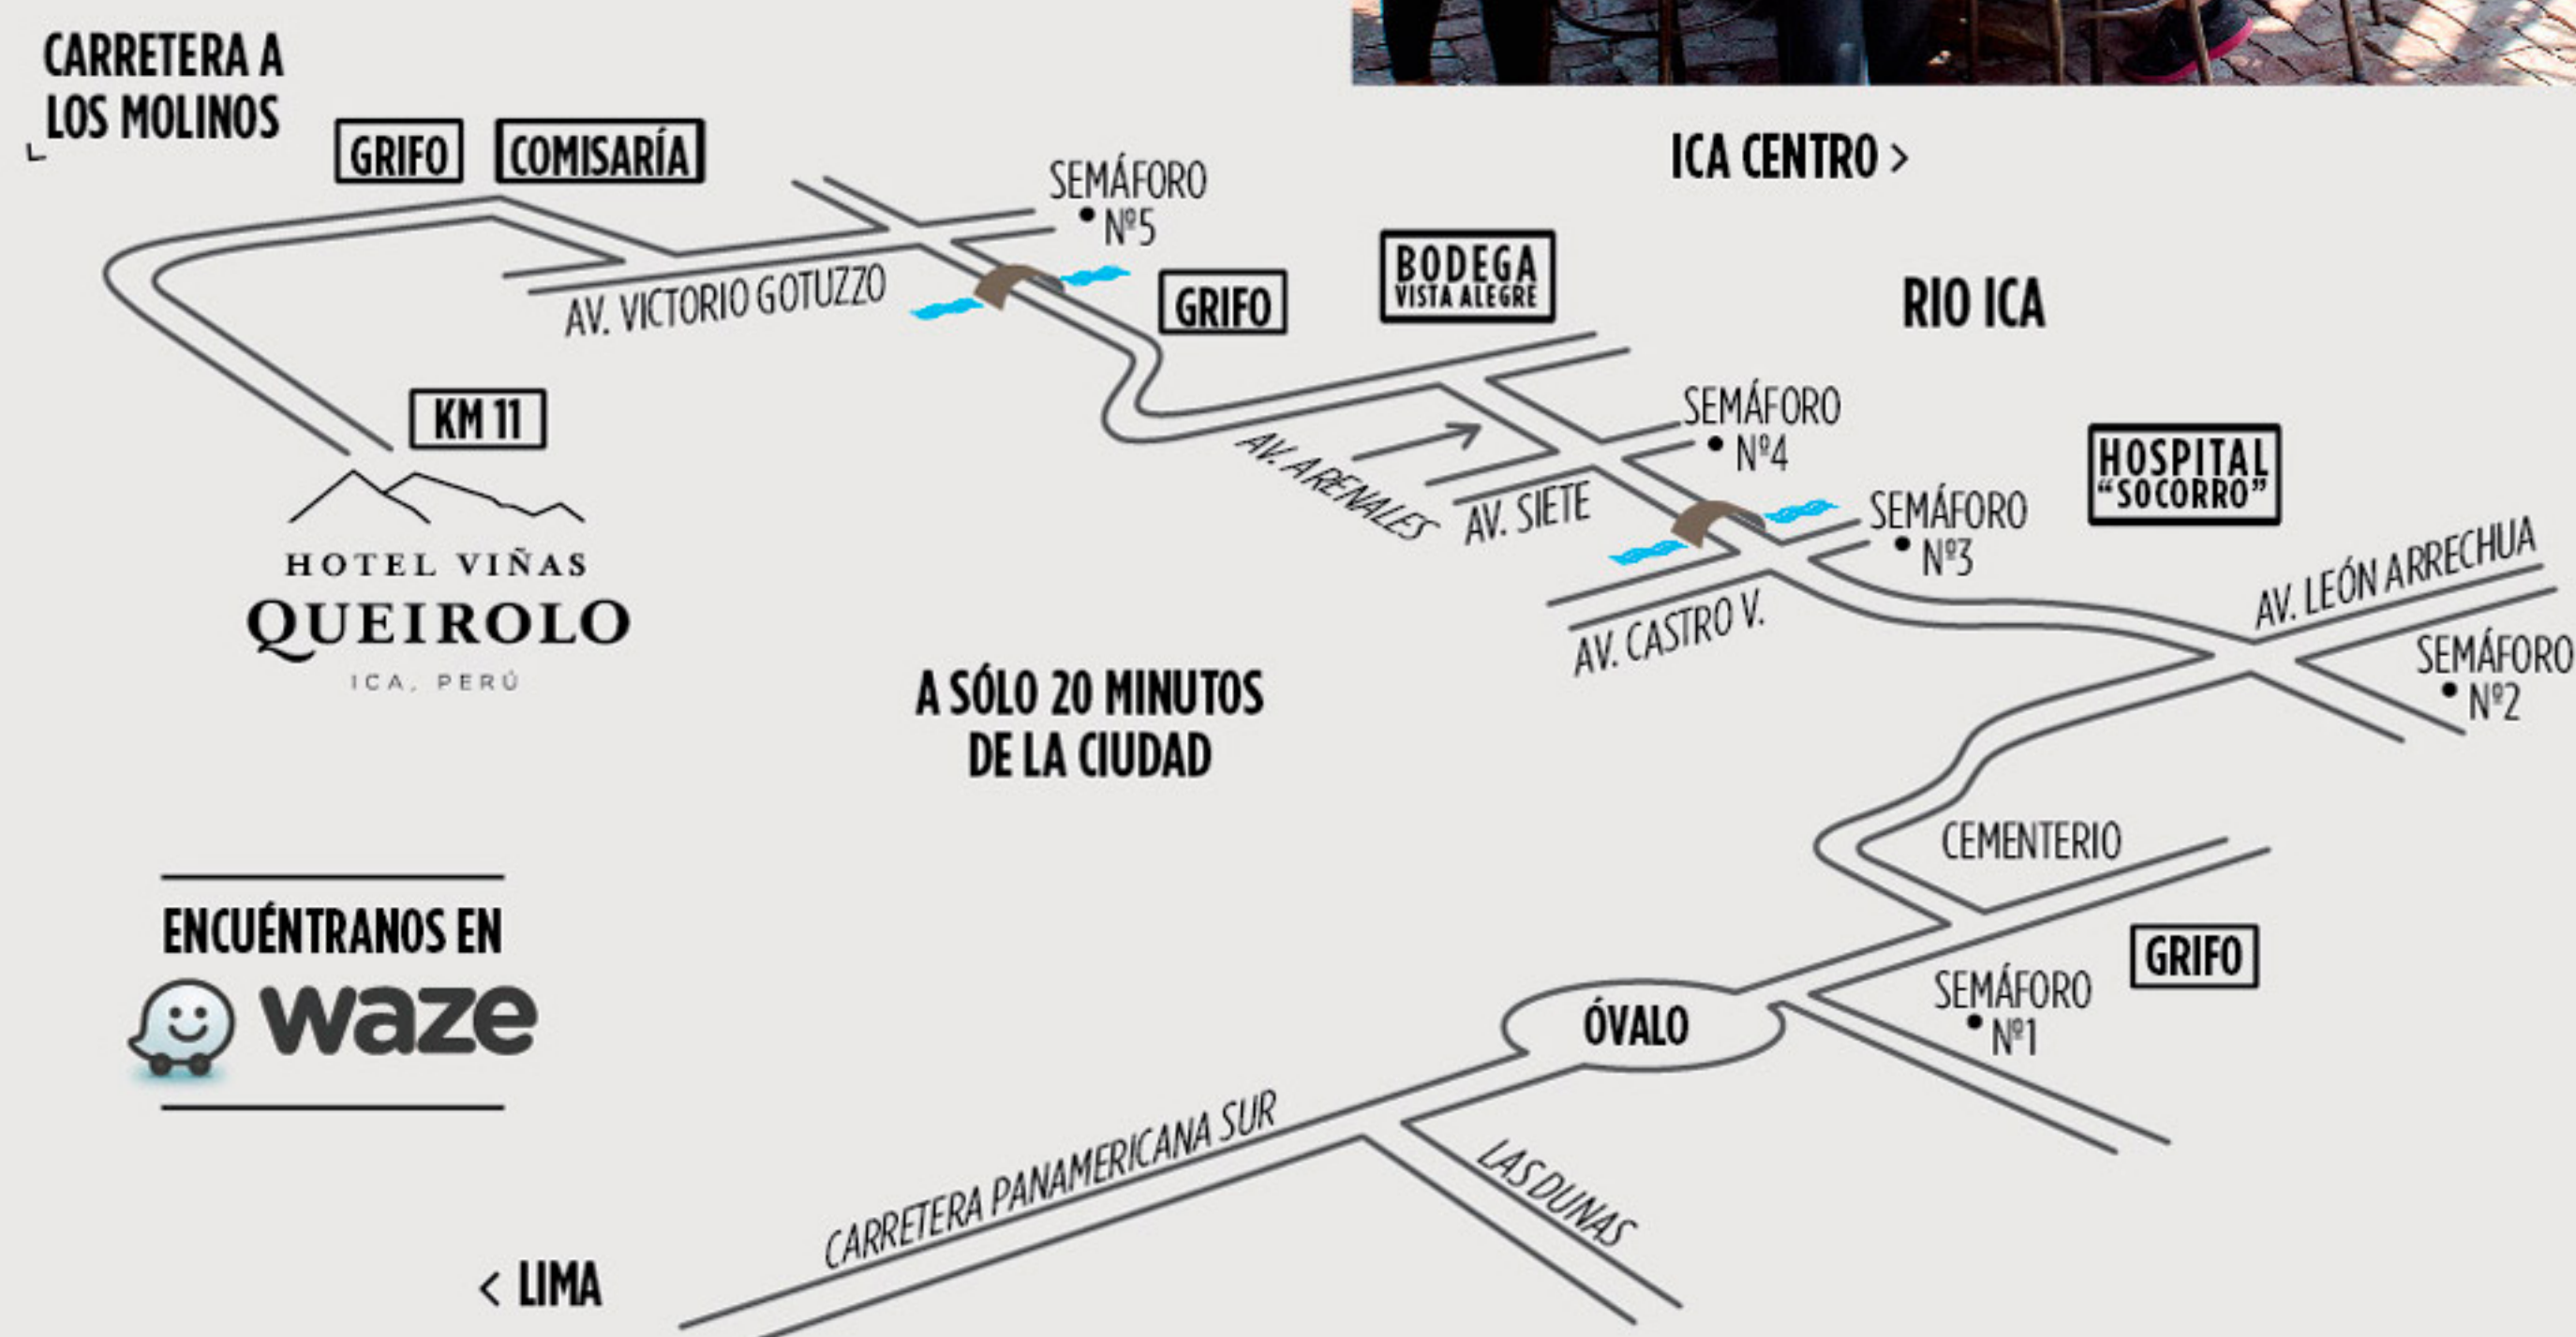 CARRETERA A
LOS MOLINOS
GRIFO
COMISARÍA
SEMÁFORO
Nº5
ICA CENTRO >
AV. VICTORIO GOTUZZO
GRIFO
BODEGA
VISTA ALEGRE
RIO ICA
KM 11
SEMÁFORO
Nº4
AV. ARENALES
AV. SIETE
SEMÁFORO
Nº3
HOSPITAL
“SOCORRO”
AV. LEÓN ARRECHUA
AV. CASTRO V.
SEMÁFORO
Nº2
HOTEL VIÑAS
QUEIROLO
ICA, PERÚ
A SÓLO 20 MINUTOS
DE LA CIUDAD
CEMENTERIO
ENCUÉNTRANOS EN
waze
GRIFO
SEMÁFORO
Nº1
ÓVALO
CARRETERA PANAMERICANA SUR
LAS DUNAS
< LIMA